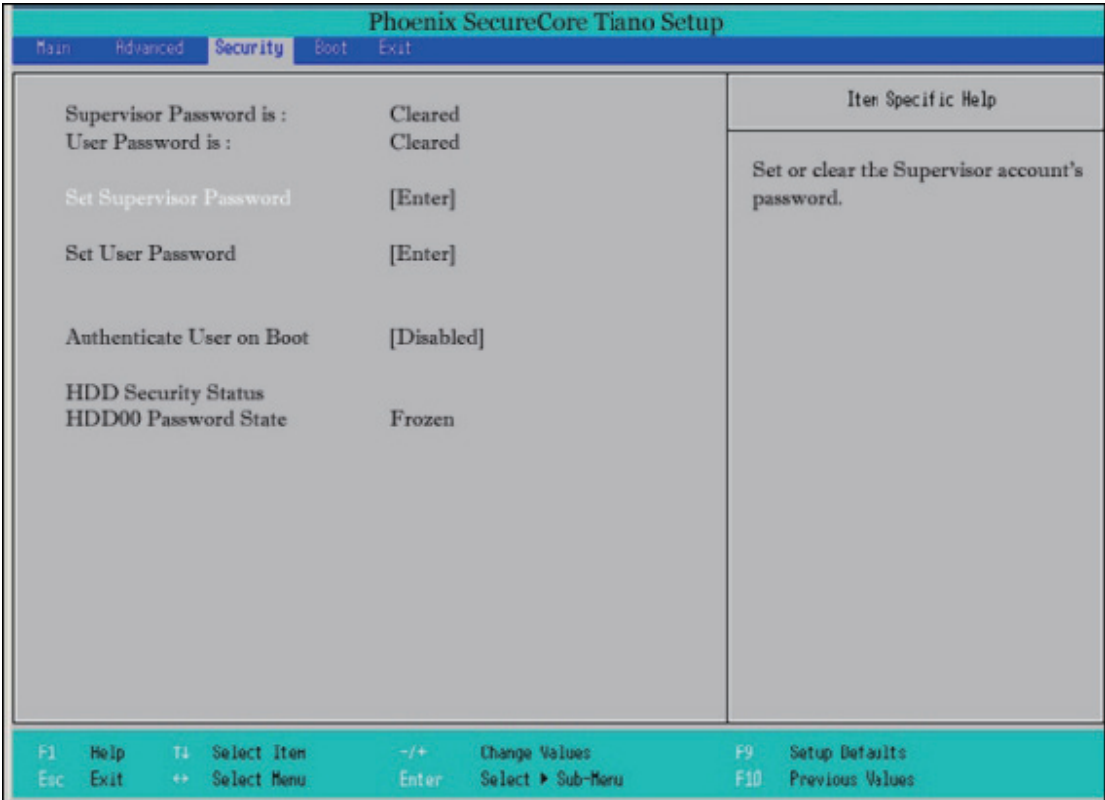 Phoenix SecureCore Tiano Setup
Main Advanced Security Boot Exit
Item Specific Help
Supervisor Password is : Cleared
User Password is : Cleared
Set Supervisor Password [Enter]
Set User Password [Enter]
Authenticate User on Boot [Disabled]
HDD Security Status
HDD00 Password State Frozen
Set or clear the Supervisor account's
password.
F1 Help ↑↓ Select Item -/+ Change Values F9 Setup Defaults
Esc Exit ↔ Select Menu Enter Select ▶ Sub-Menu F10 Previous Values